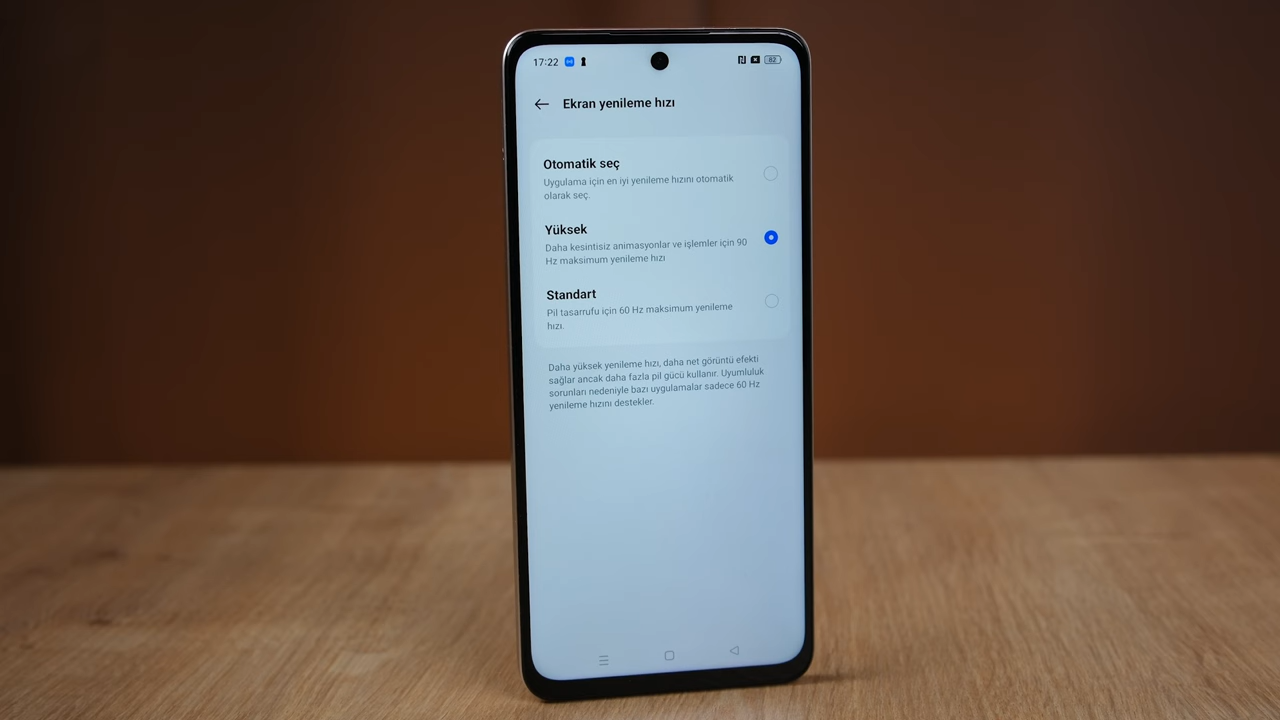 17:22
82
Ekran yenileme hızı
Otomatik seç
Uygulama için en iyi yenileme hızını otomatik
olarak seç.
Yüksek
Daha kesintisiz animasyonlar ve işlemler için 90
Hz maksimum yenileme hızı
Standart
Pil tasarrufu için 60 Hz maksimum yenileme
hızı.
Daha yüksek yenileme hızı, daha net görüntü efekti
sağlar ancak daha fazla pil gücü kullanır. Uyumluluk
sorunları nedeniyle bazı uygulamalar sadece 60 Hz
yenileme hızını destekler.